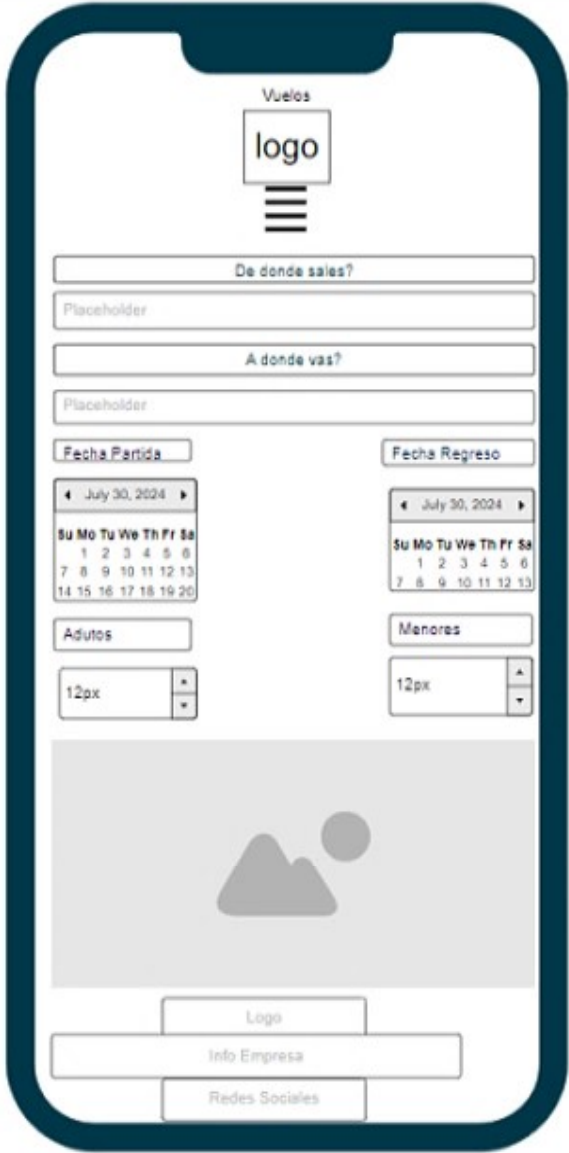 Vuelos
logo
De donde sales?
Placeholder
A donde vas?
Placeholder
Fecha Partida
Fecha Regreso
July 30, 2024
July 30, 2024
Su Mo Tu We Th Fr Sa
1 2 3 4 5 6
7 8 9 10 11 12 13
14 15 16 17 18 19 20
Su Mo Tu We Th Fr Sa
1 2 3 4 5 6
7 8 9 10 11 12 13
Adutos
Menores
12px
12px
Logo
Info Empresa
Redes Sociales